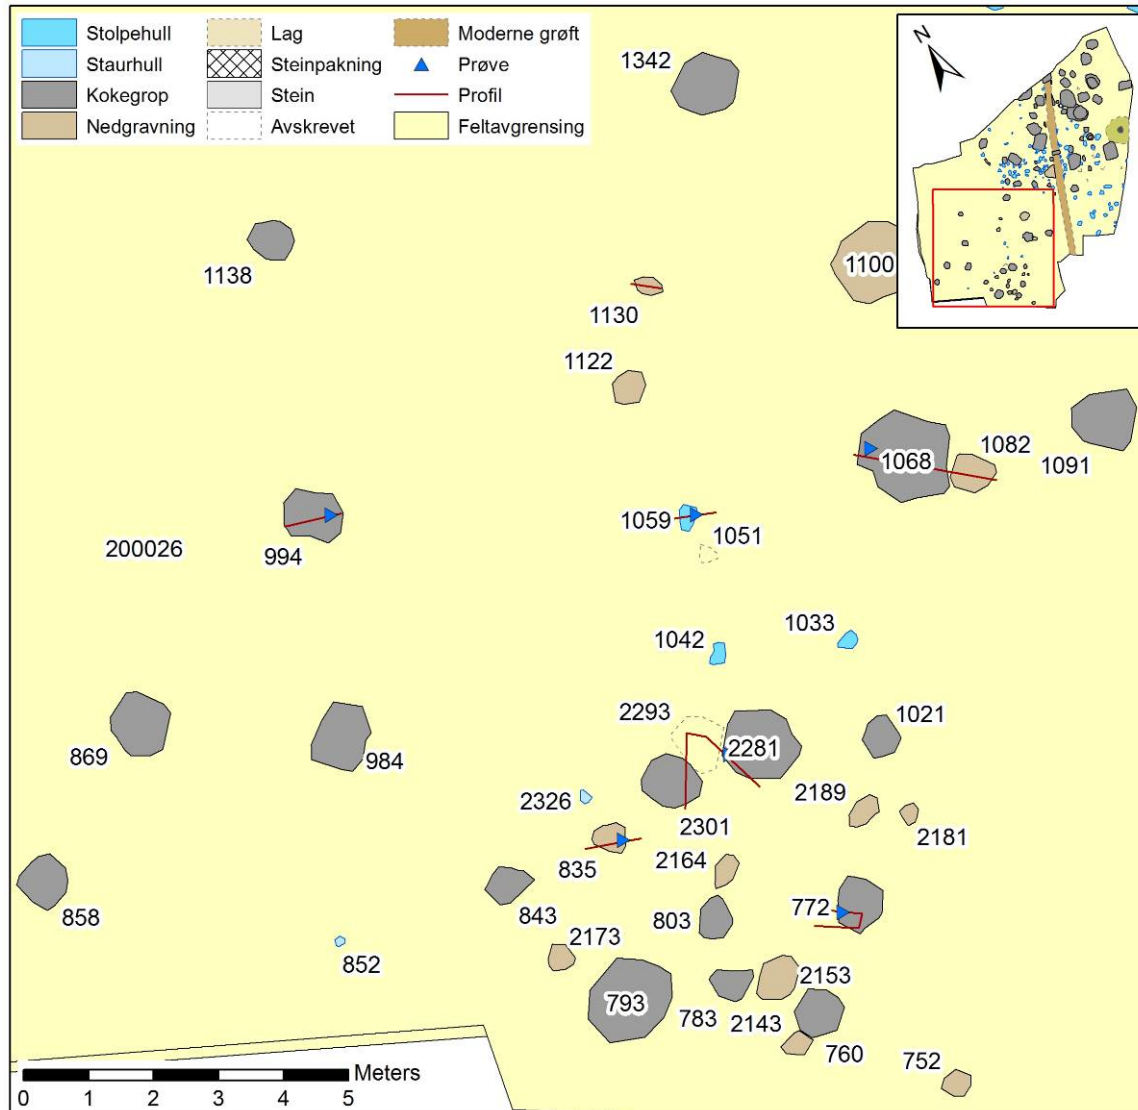 Stolpehull
Lag
Moderne grøft
Staurhull
Steinpakning
Prøve
Kokegrop
Stein
Profil
Nedgravning
Avskrevet
Feltavgrensing
N
1342
1138
1100
1130
1122
1082
1068
1091
1059
1051
200026
994
1042
1033
2293
1021
869
984
2281
2189
2326
2301
2181
835
2164
858
843
803
772
2173
852
2153
793
783
2143
760
752
Meters
0 1 2 3 4 5